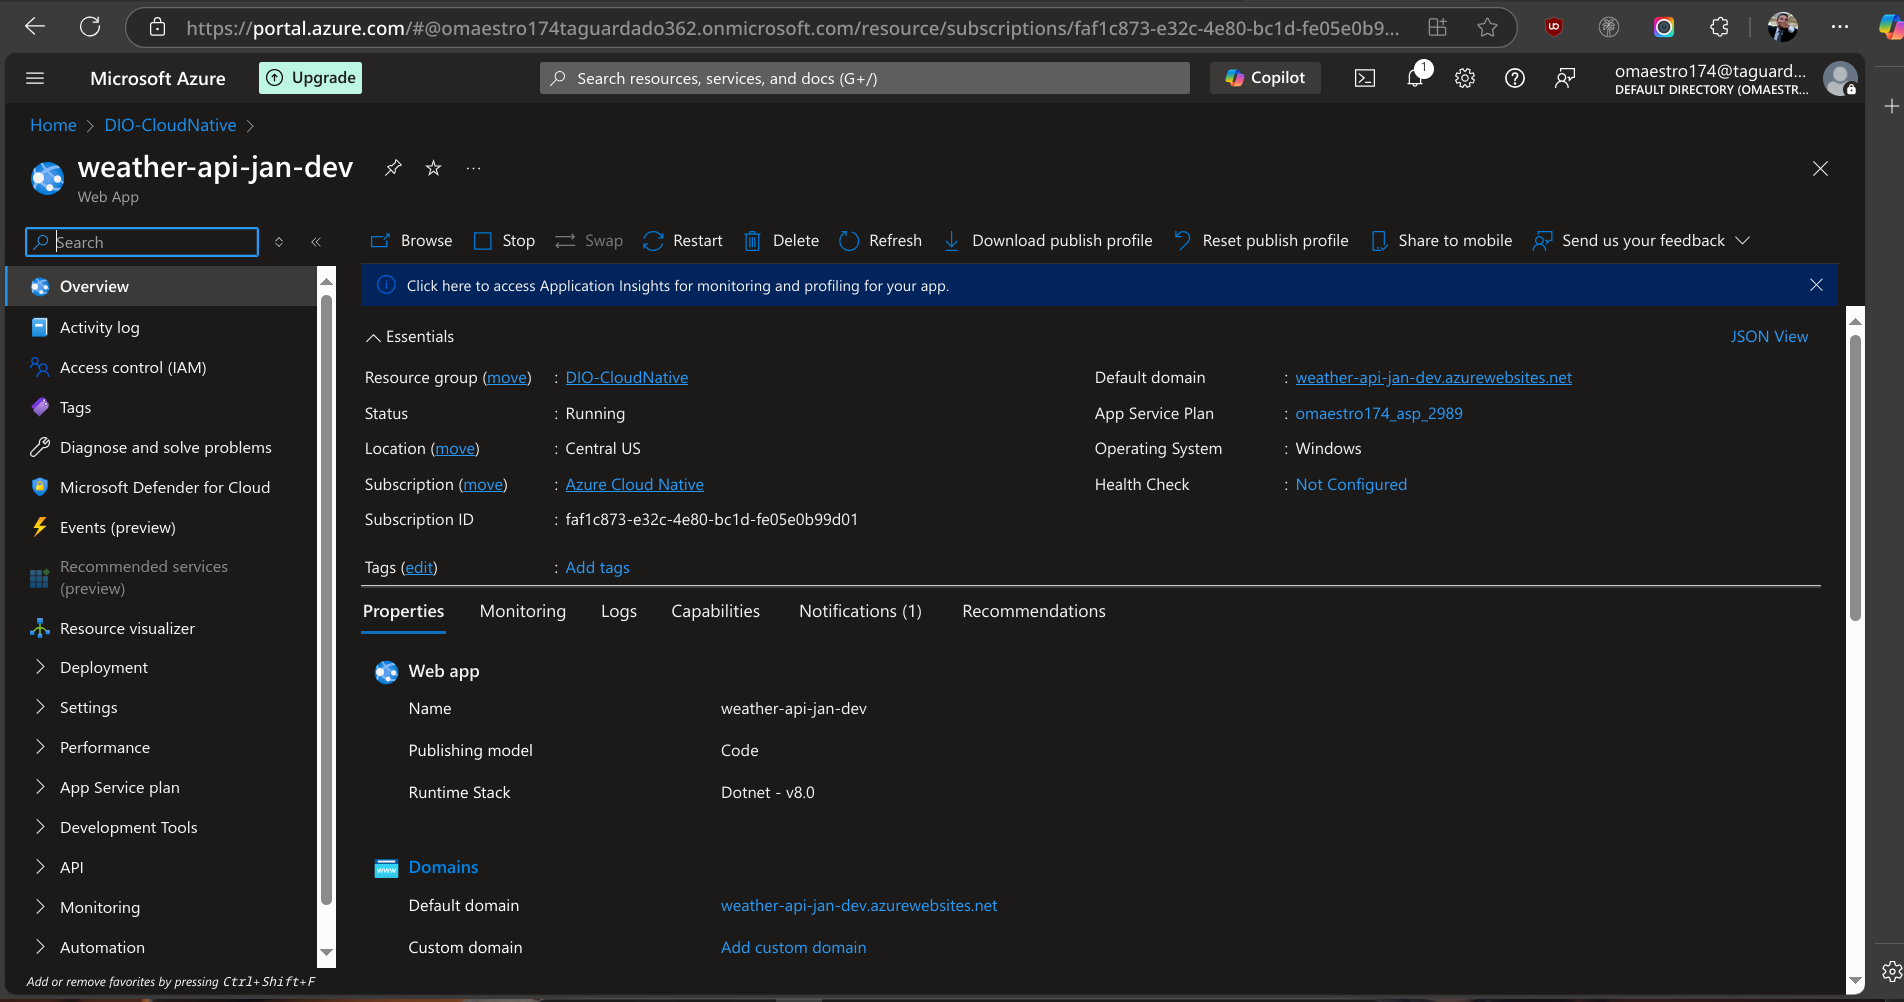 https://portal.azure.com/#@omaestro174taguardado362.onmicrosoft.com/resource/subscriptions/faf1c873-e32c-4e80-bc1d-fe05e0b9...
Microsoft Azure
Upgrade
Search resources, services, and docs (G+/)
Copilot
1
omaestro174@taguard...
DEFAULT DIRECTORY (OMAESTR...
Home > DIO-CloudNative >
weather-api-jan-dev
Web App
Search
Browse
Stop
Swap
Restart
Delete
Refresh
Download publish profile
Reset publish profile
Share to mobile
Send us your feedback
Click here to access Application Insights for monitoring and profiling for your app.
Overview
Activity log
Access control (IAM)
Tags
Diagnose and solve problems
Microsoft Defender for Cloud
Events (preview)
Recommended services
(preview)
Resource visualizer
Deployment
Settings
Performance
App Service plan
Development Tools
API
Monitoring
Automation
Add or remove favorites by pressing Ctrl+Shift+F
Essentials
JSON View
Resource group (move) : DIO-CloudNative
Status : Running
Location (move) : Central US
Subscription (move) : Azure Cloud Native
Subscription ID : faf1c873-e32c-4e80-bc1d-fe05e0b99d01
Tags (edit) : Add tags
Default domain : weather-api-jan-dev.azurewebsites.net
App Service Plan : omaestro174_asp_2989
Operating System : Windows
Health Check : Not Configured
Properties
Monitoring
Logs
Capabilities
Notifications (1)
Recommendations
Web app
Name weather-api-jan-dev
Publishing model Code
Runtime Stack Dotnet - v8.0
www
Domains
Default domain weather-api-jan-dev.azurewebsites.net
Custom domain Add custom domain